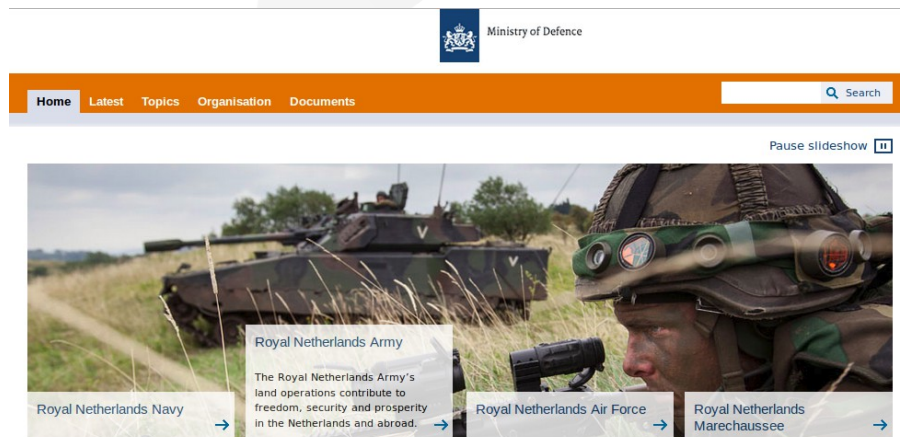 Ministry of Defence
Home Latest Topics Organisation Documents
Search
Pause slideshow
Royal Netherlands Navy
Royal Netherlands Army
The Royal Netherlands Army’s
land operations contribute to
freedom, security and prosperity
in the Netherlands and abroad.
Royal Netherlands Air Force
Royal Netherlands
Marechaussee